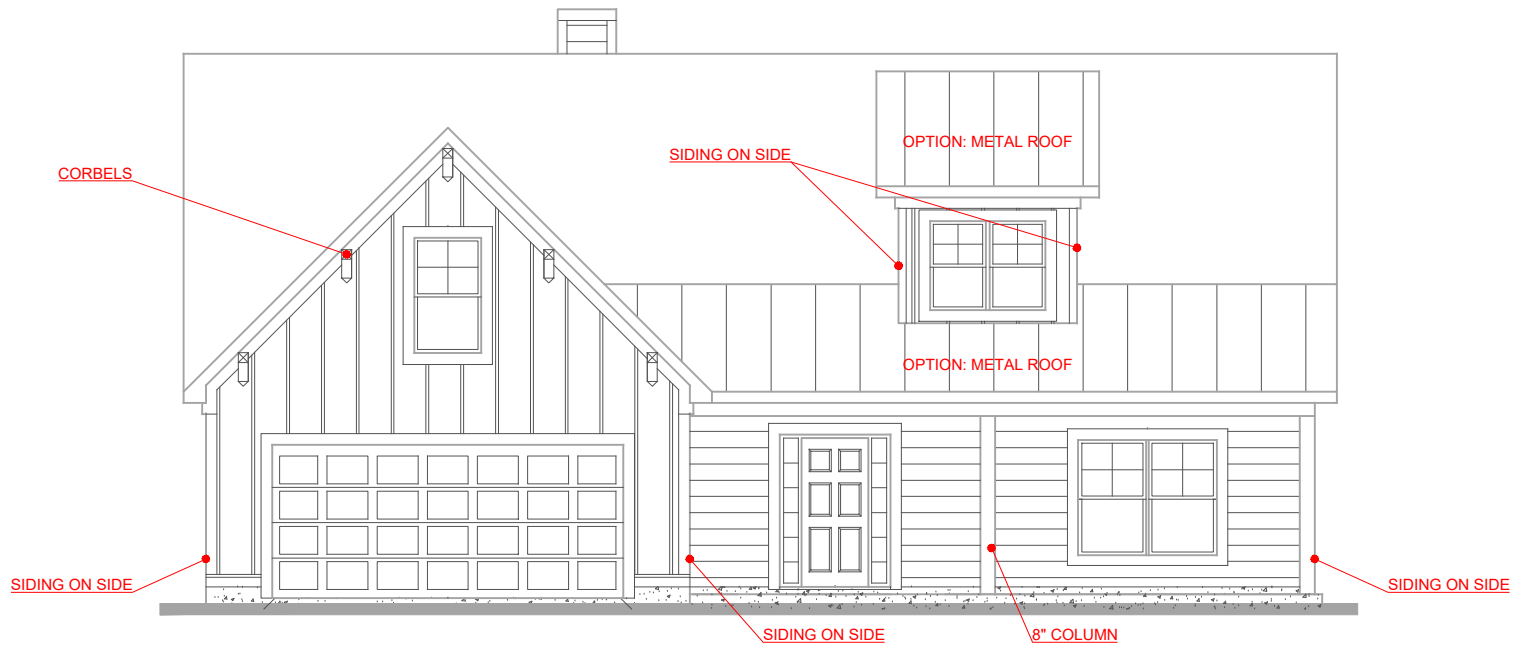 OPTION: METAL ROOF
SIDING ON SIDE
CORBELS
OPTION: METAL ROOF
SIDING ON SIDE
SIDING ON SIDE
SIDING ON SIDE
8" COLUMN